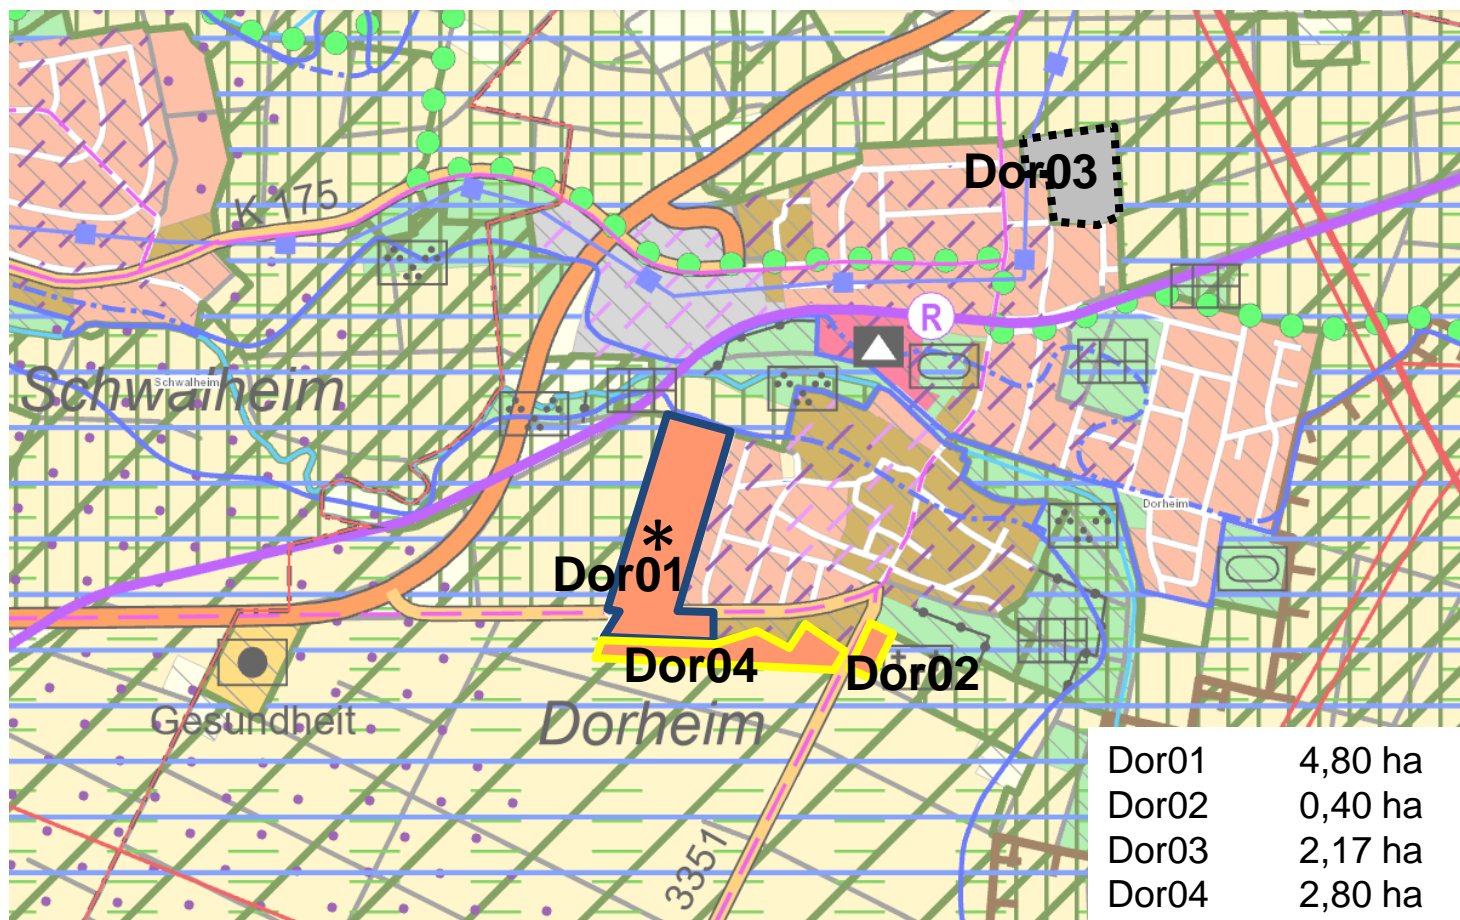 K 175
Dor03
R
Schwalheim
Schwalheim
Dorheim
*
Dor01
Dor04
Dor02
Gesundheit
Dorheim
3351
Dor01 4,80 ha
Dor02 0,40 ha
Dor03 2,17 ha
Dor04 2,80 ha